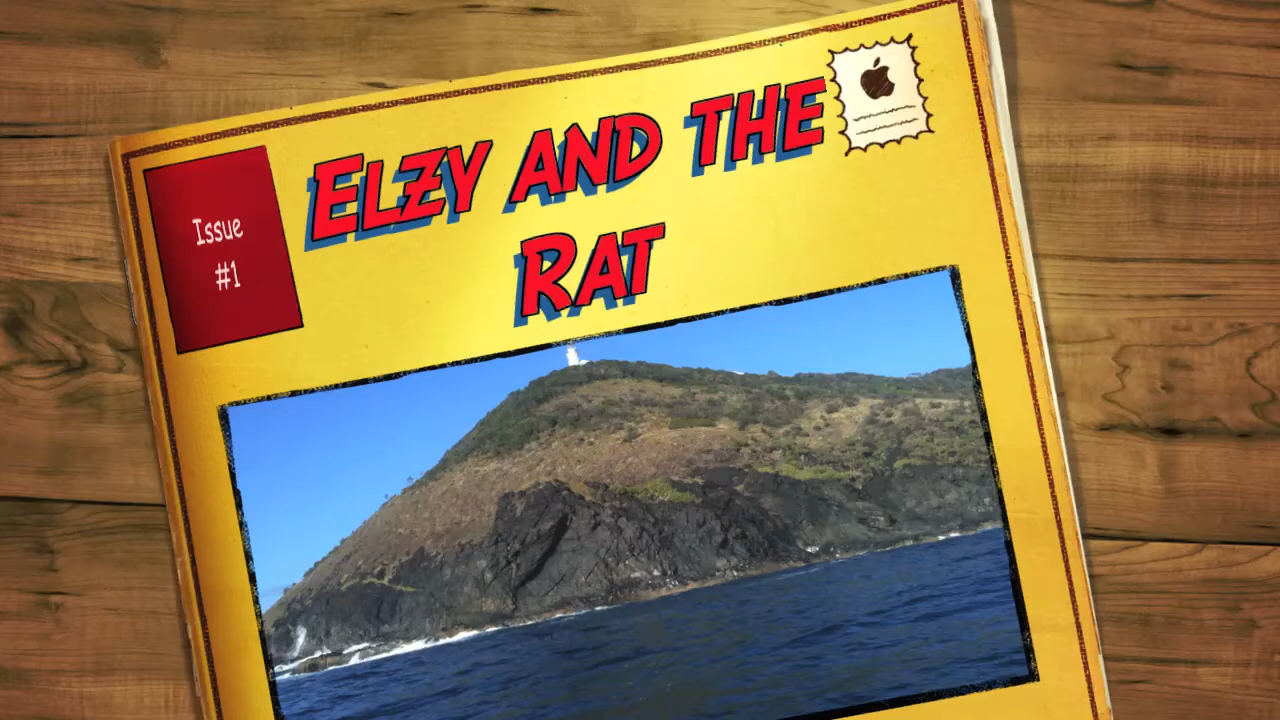 Issue
#1
ELZY AND THE
RAT